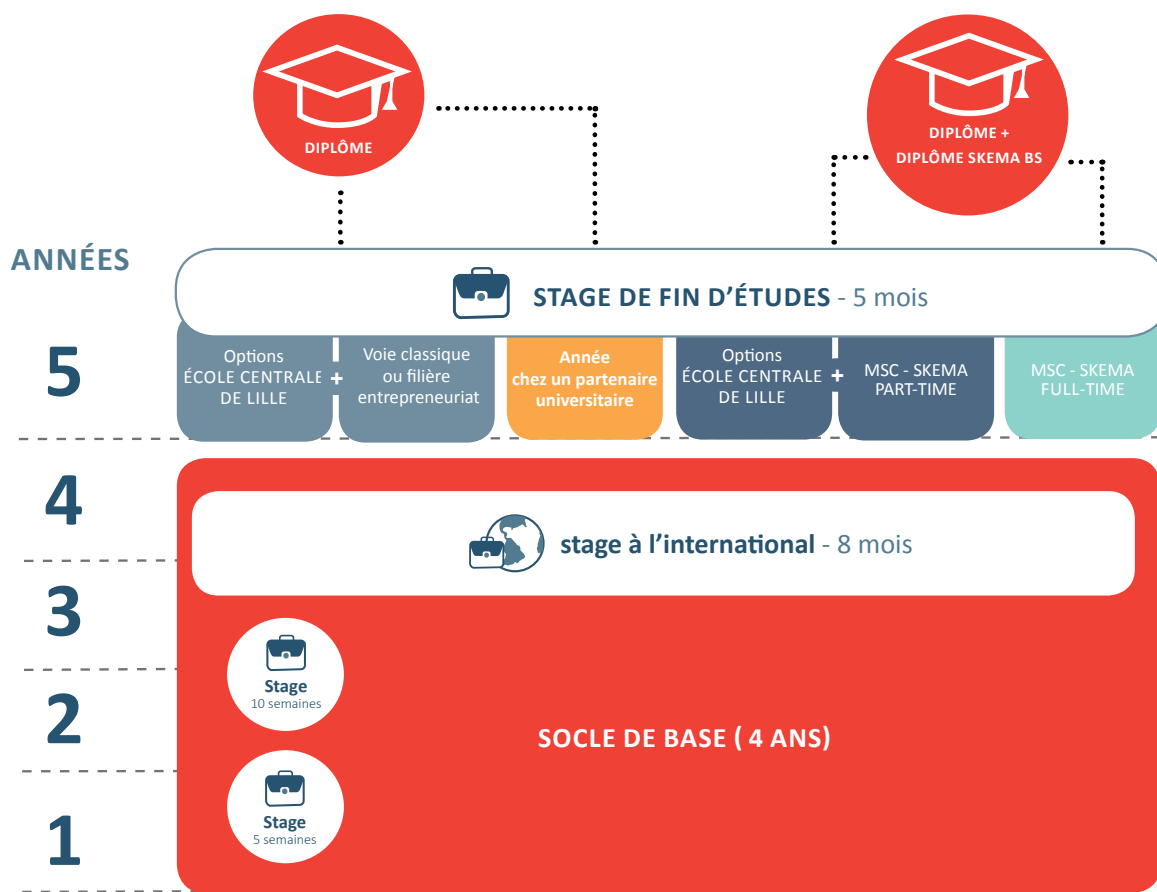 DIPLÔME
DIPLÔME +
DIPLÔME SKEMA BS
ANNÉES
STAGE DE FIN D’ÉTUDES - 5 mois
5
Options
ÉCOLE CENTRALE
DE LILLE
+
Voie classique
ou filière
entrepreneuriat
Année
chez un partenaire
universitaire
Options
ÉCOLE CENTRALE
DE LILLE
+
MSC - SKEMA
PART-TIME
MSC - SKEMA
FULL-TIME
4
stage à l’international - 8 mois
3
Stage
10 semaines
2
SOCLE DE BASE ( 4 ANS)
Stage
5 semaines
1